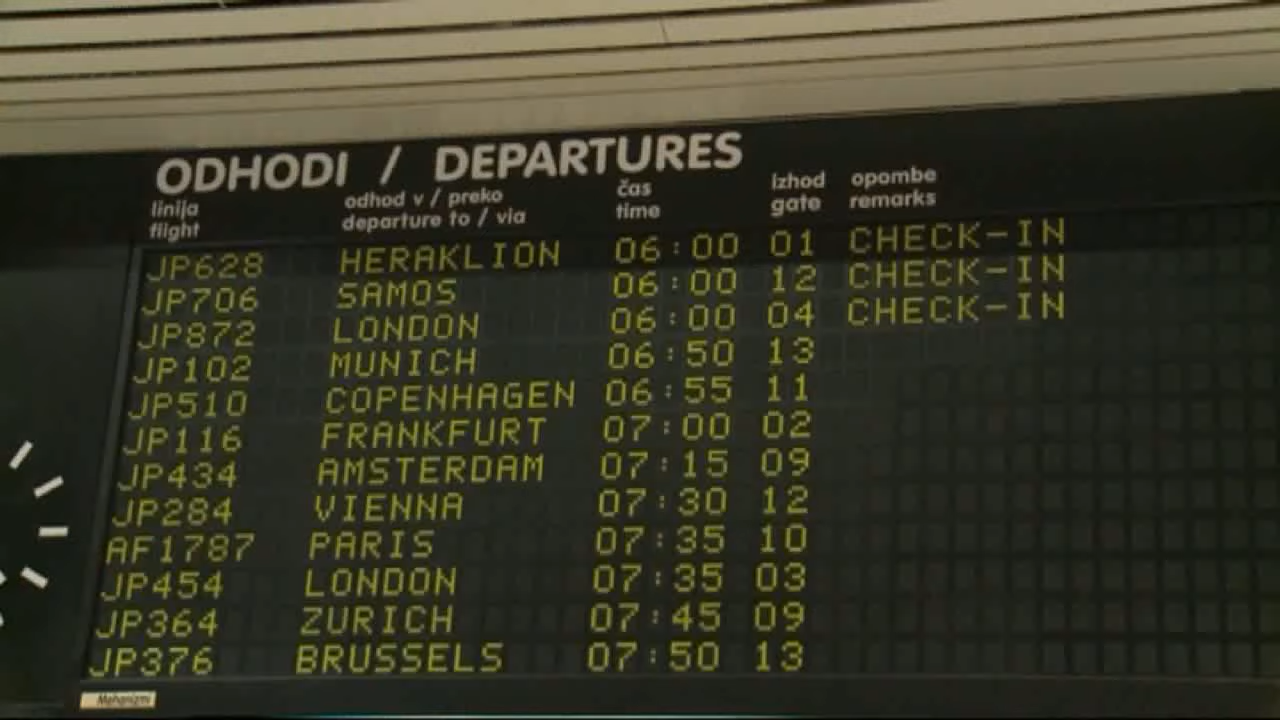 ODHODI / DEPARTURES
linija odhod v / preko čas izhod opombe
flight departure to / via time gate remarks
JP628 HERAKLION 06:00 01 CHECK-IN
JP706 SAMOS 06:00 12 CHECK-IN
JP872 LONDON 06:00 04 CHECK-IN
JP102 MUNICH 06:50 13
JP510 COPENHAGEN 06:55 11
JP116 FRANKFURT 07:00 02
JP434 AMSTERDAM 07:15 09
JP284 VIENNA 07:30 12
AF1787 PARIS 07:35 10
JP454 LONDON 07:35 03
JP364 ZURICH 07:45 09
JP376 BRUSSELS 07:50 13
Mehanizmi